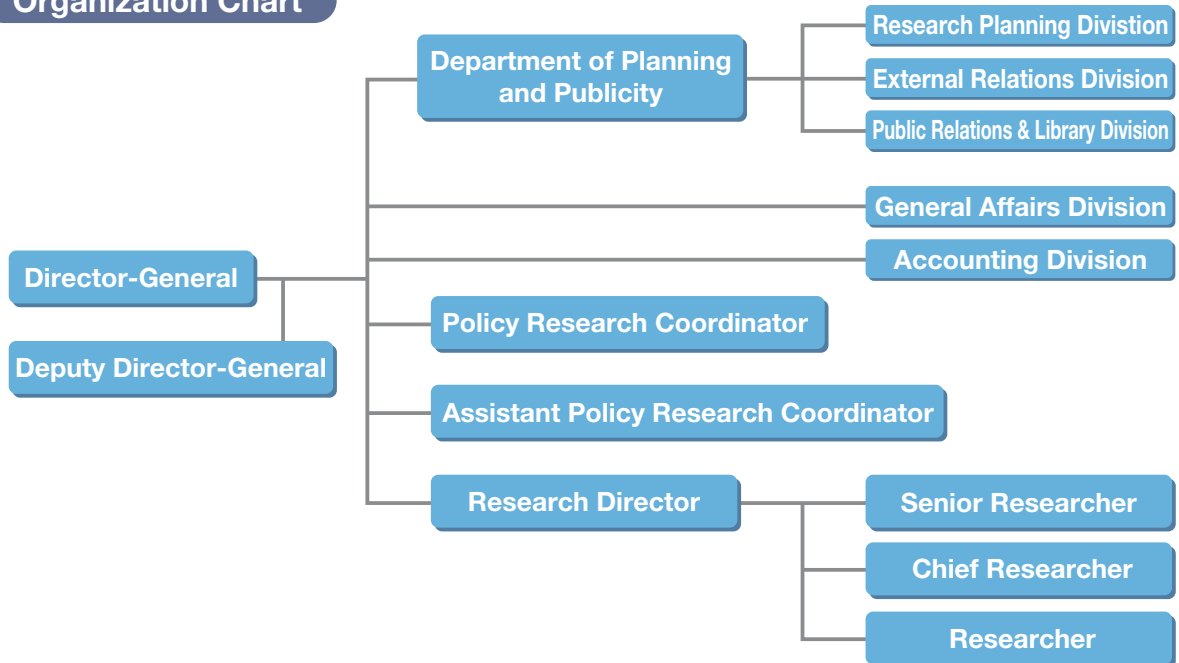 Organization Chart
Department of Planning
and Publicity
Research Planning Divistion
External Relations Division
Public Relations & Library Division
General Affairs Division
Accounting Division
Director-General
Deputy Director-General
Policy Research Coordinator
Assistant Policy Research Coordinator
Research Director
Senior Researcher
Chief Researcher
Researcher